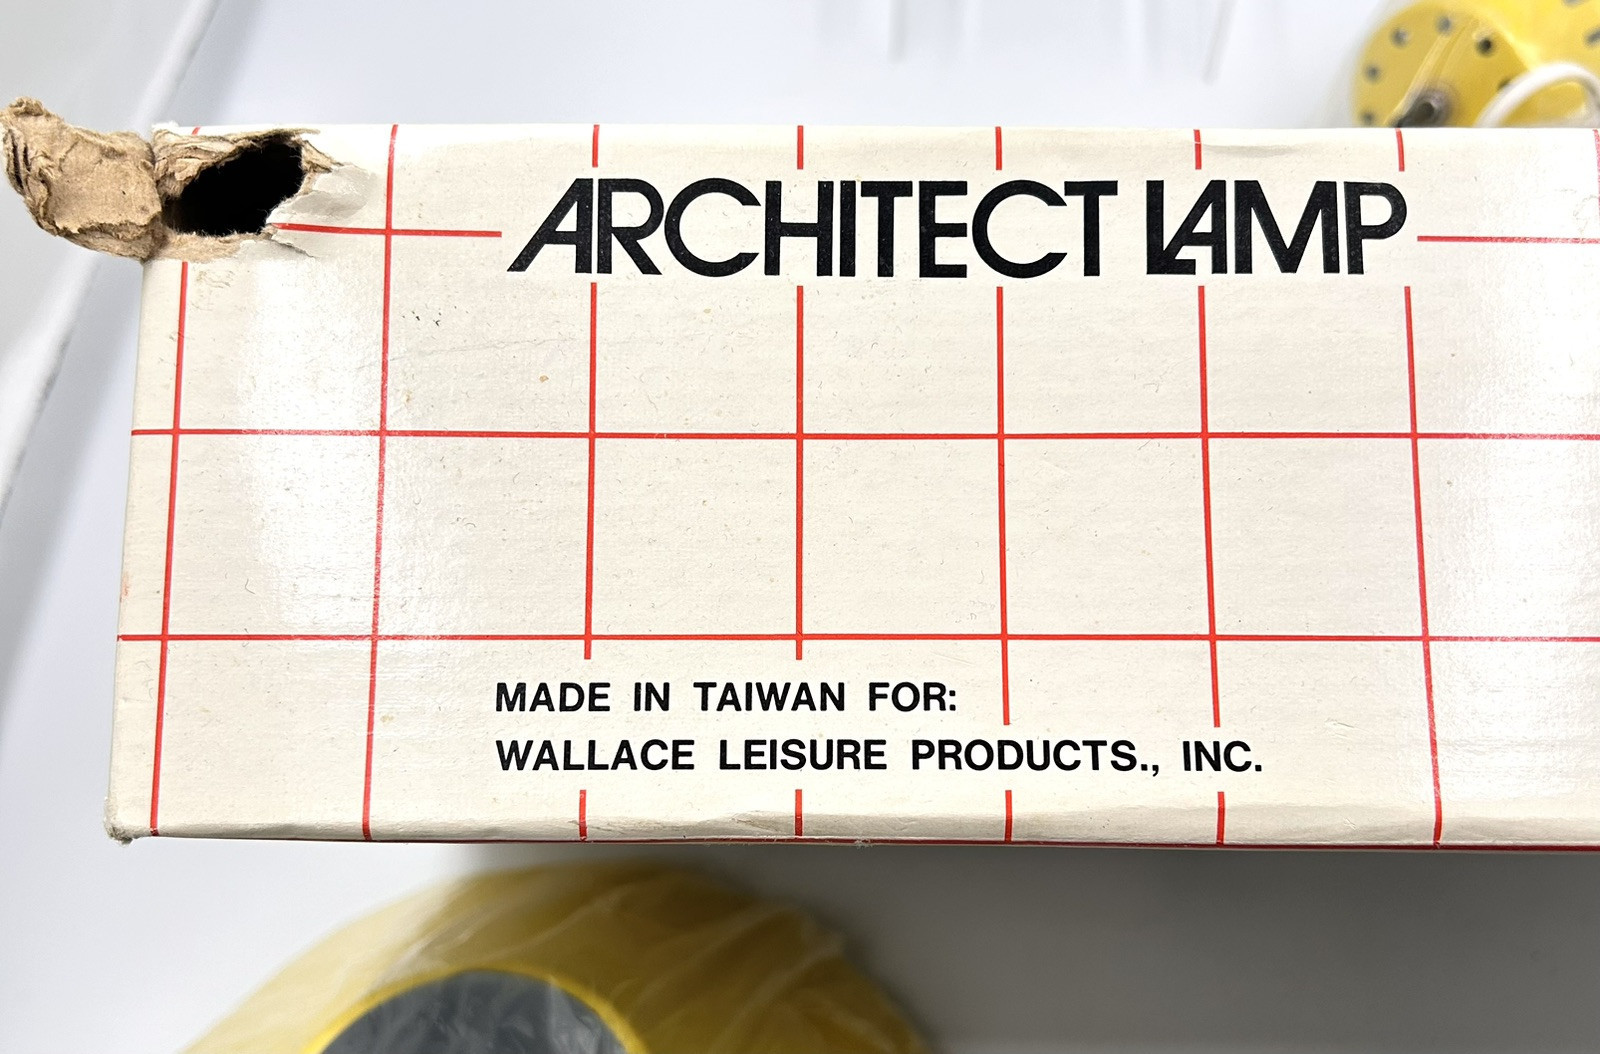 ARCHITECT LAMP
MADE IN TAIWAN FOR:
WALLACE LEISURE PRODUCTS., INC.